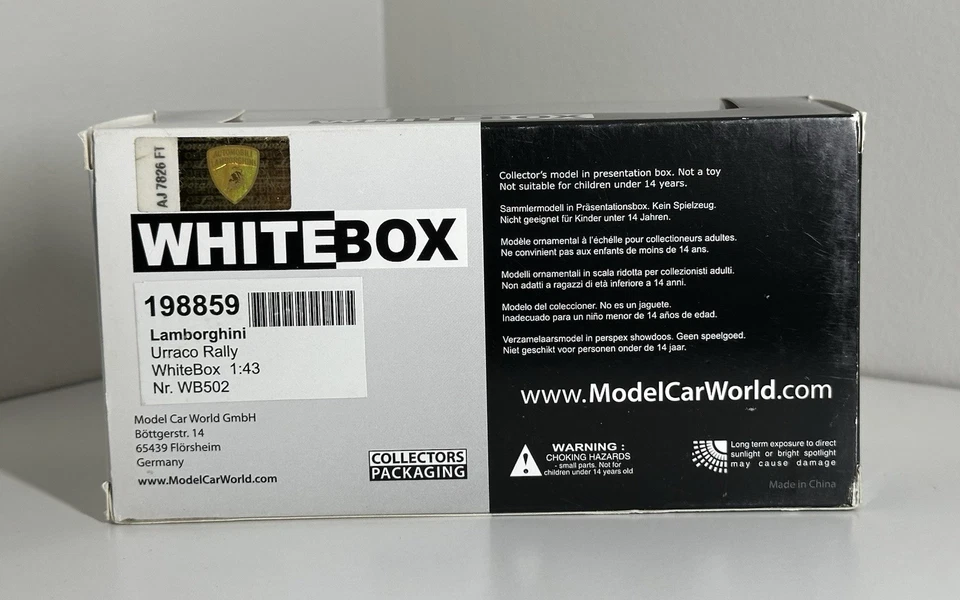 WHITEBOX
AJ 7826 FT
AUTOMOBILI
LAMBORGHINI
WHITEBOX
198859
Lamborghini
Urraco Rally
WhiteBox 1:43
Nr. WB502
Model Car World GmbH
Böttgerstr. 14
65439 Flörsheim
Germany
www.ModelCarWorld.com
COLLECTORS
PACKAGING
Collector's model in presentation box. Not a toy
Not suitable for children under 14 years.
Sammlermodell in Präsentationsbox. Kein Spielzeug.
Nicht geeignet für Kinder unter 14 Jahren.
Modèle ornamental à l'échélle pour collectioneurs adultes.
Ne convinient pas aux enfants de moins de 14 ans.
Modelli ornamentali in scala ridotta per collezionisti adulti.
Non adatti a ragazzi di età inferiore a 14 anni.
Modelo del coleccioner. No es un jaguete.
Inadecuado para un niño menor de 14 años de edad.
Verzamelaarsmodel in perspex showdoos. Geen speelgoed.
Niet geschikt voor personen onder de 14 jaar.
www.ModelCarWorld.com
WARNING :
CHOKING HAZARDS
- small parts. Not for
children under 14 years old
Long term exposure to direct
sunlight or bright spotlight
may cause damage
Made in China